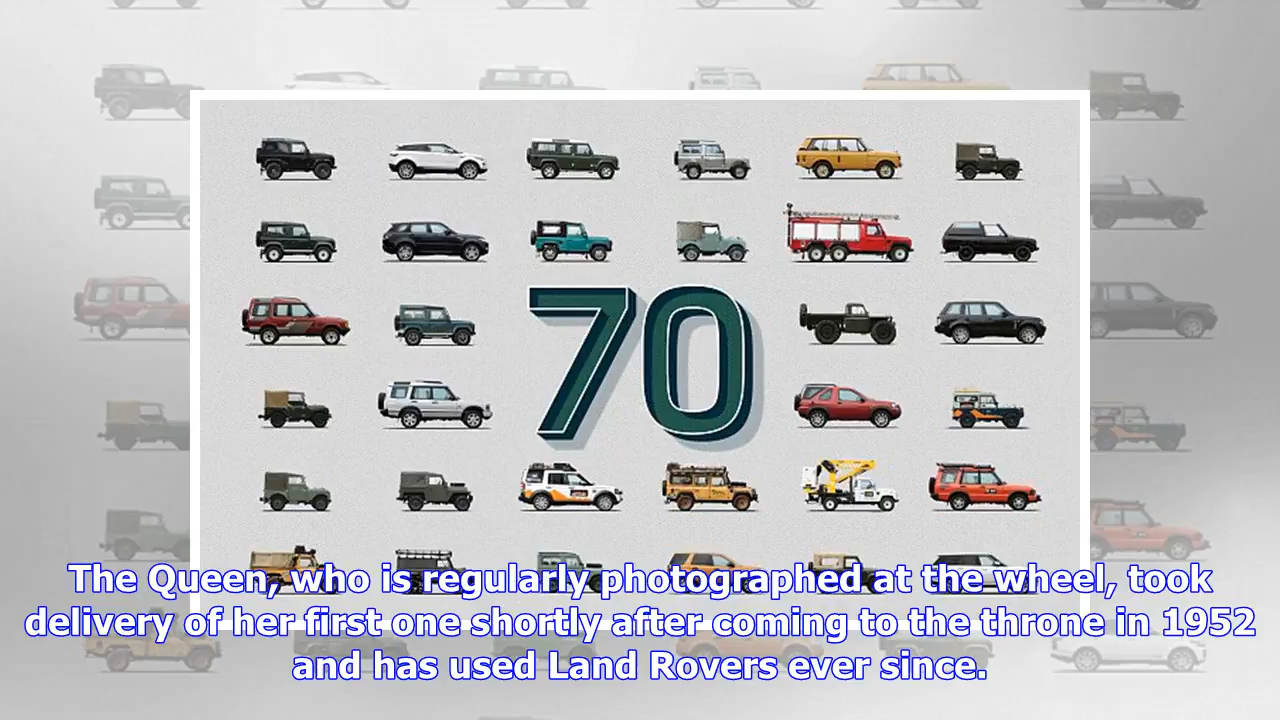 70
The Queen, who is regularly photographed at the wheel, took
delivery of her first one shortly after coming to the throne in 1952
and has used Land Rovers ever since.